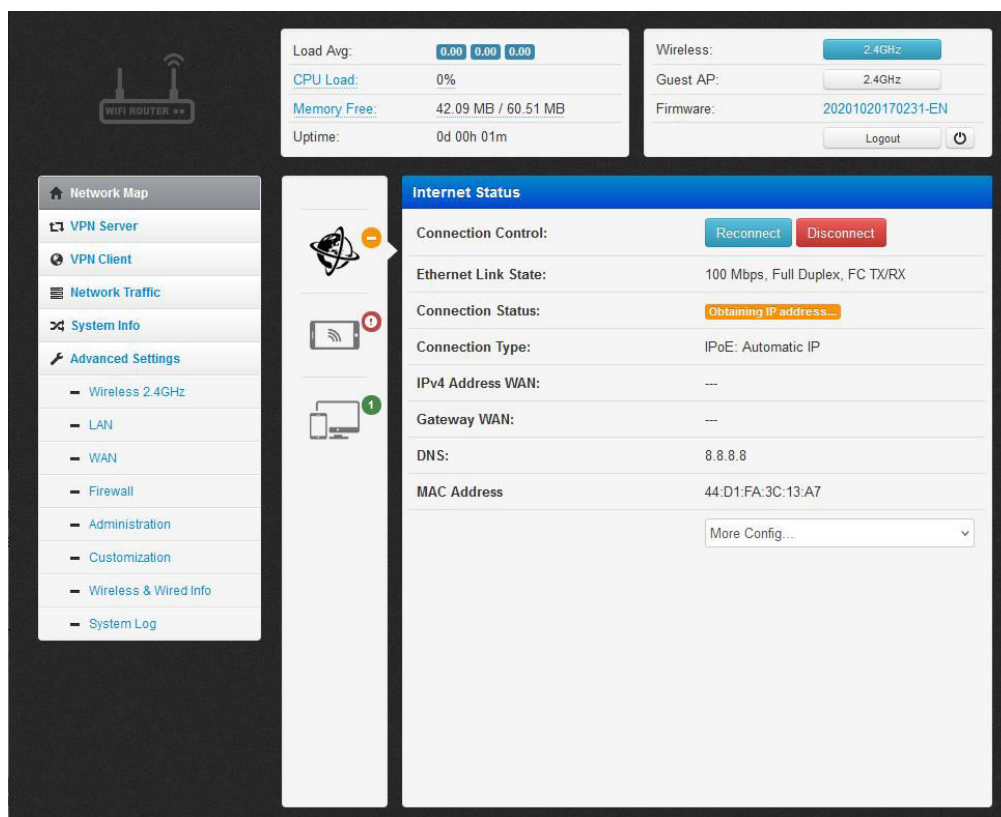 WIFI ROUTER
Load Avg: 0.00 0.00 0.00
CPU Load: 0%
Memory Free: 42.09 MB / 60.51 MB
Uptime: 0d 00h 01m
Wireless: 2.4GHz
Guest AP: 2.4GHz
Firmware: 20201020170231-EN
Logout
Network Map
VPN Server
VPN Client
Network Traffic
System Info
Advanced Settings
Wireless 2.4GHz
LAN
WAN
Firewall
Administration
Customization
Wireless & Wired Info
System Log
1
Internet Status
Connection Control: Reconnect Disconnect
Ethernet Link State: 100 Mbps, Full Duplex, FC TX/RX
Connection Status: Obtaining IP address...
Connection Type: IPoE: Automatic IP
IPv4 Address WAN: ---
Gateway WAN: ---
DNS: 8.8.8.8
MAC Address 44:D1:FA:3C:13:A7
More Config...